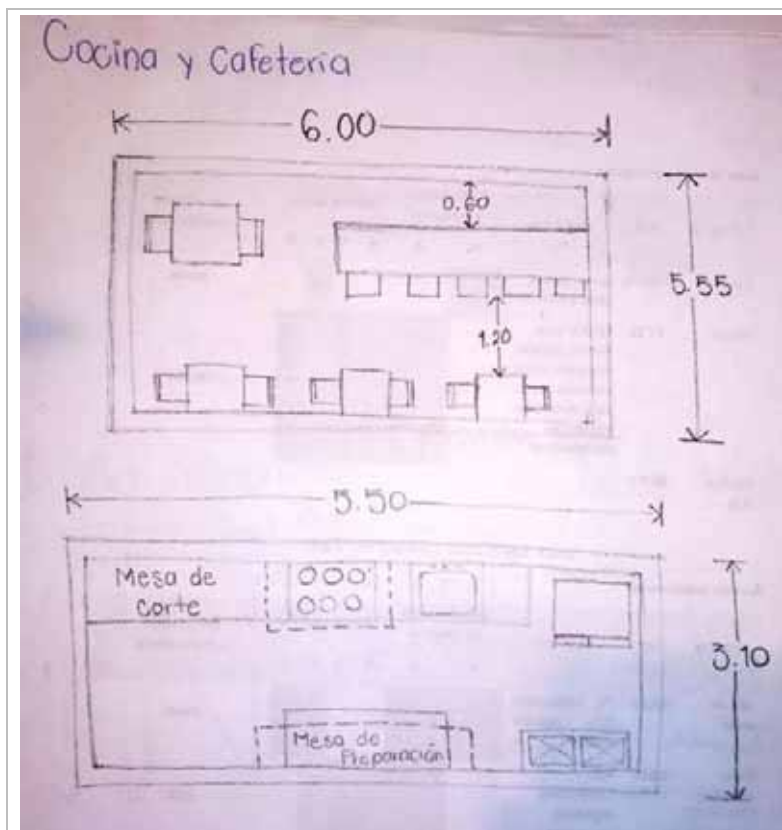 Cocina y Cafetería
6.00
0.60
5.55
1.20
5.50
Mesa de
Corte
3.10
Mesa de
Preparación